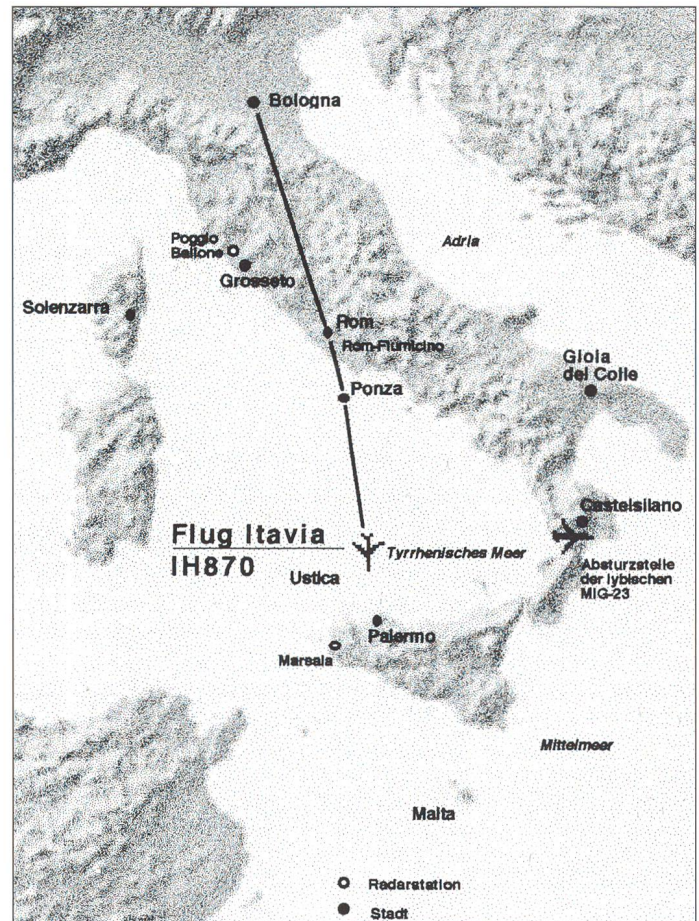 Bologna
Adria
Poggio
Ballone
Grosseto
Solenzarra
Rom
Rom-Fiumicino
Gioia
del Colle
Ponza
Castelsilano
Flug Itavia
IH870
Tyrrhenisches Meer
Absturzstelle
der lybischen
MIG-23
Ustica
Palermo
Marsala
Mittelmeer
Malta
Radarstation
Stadt